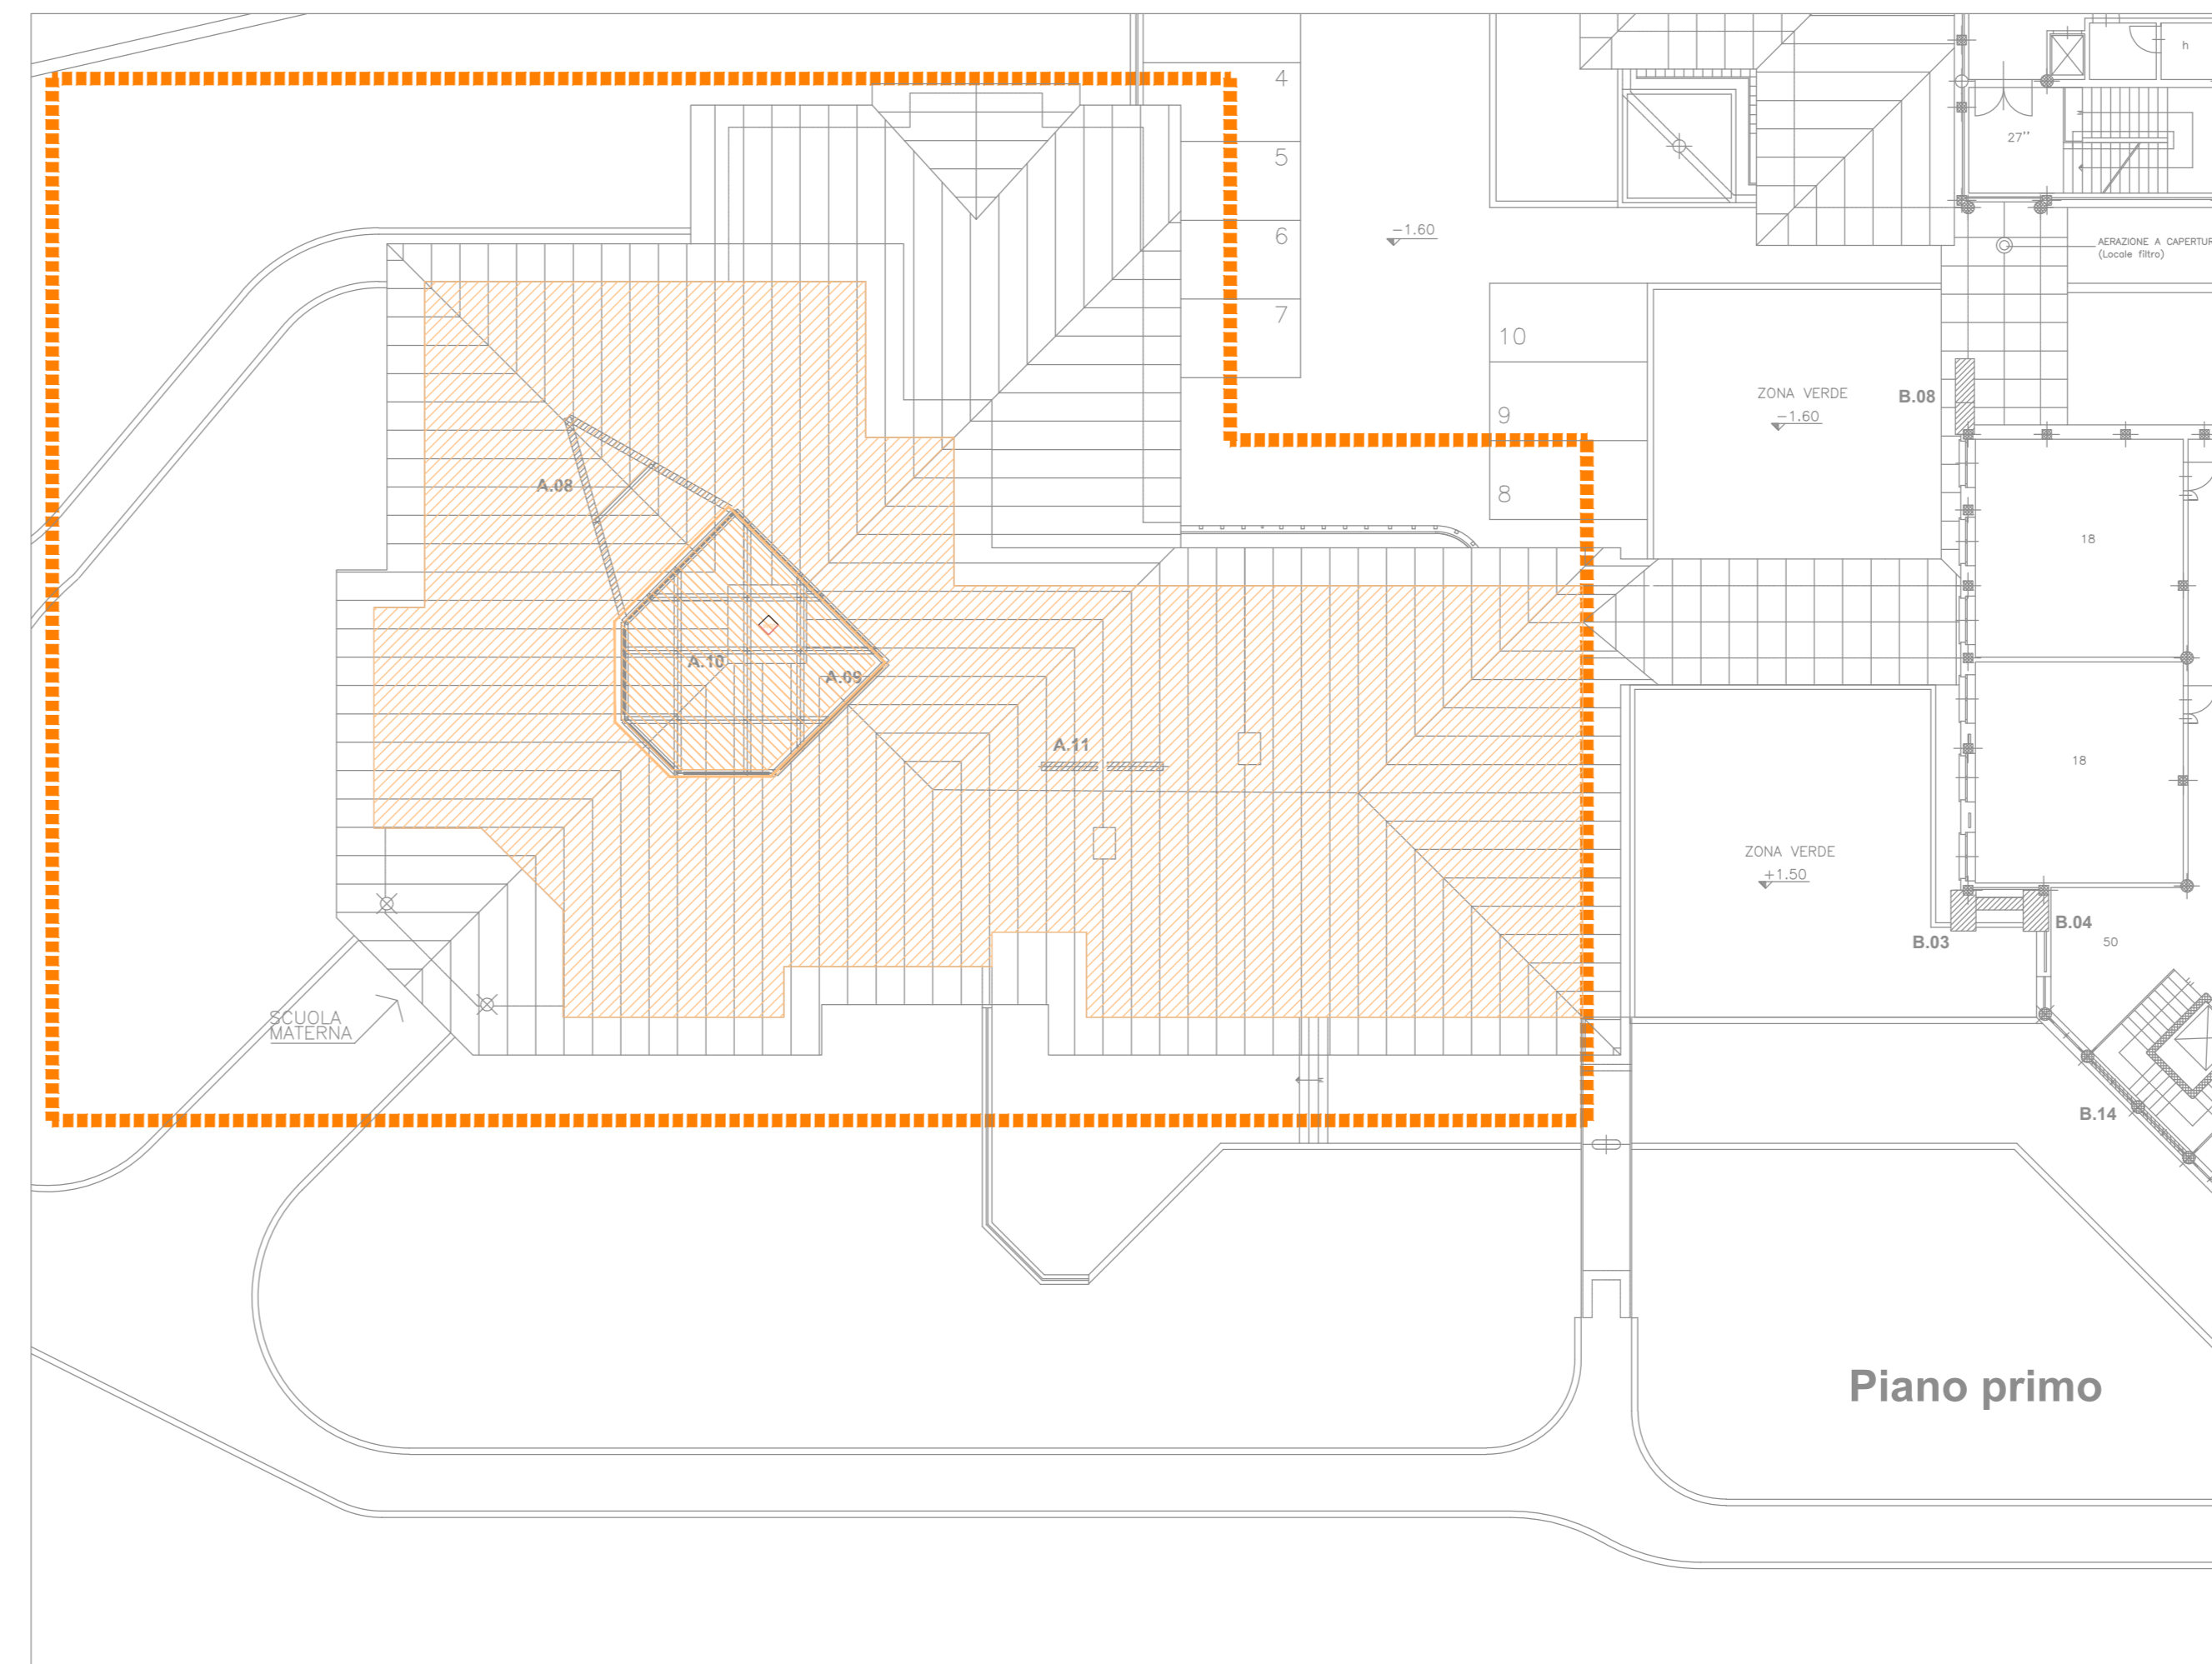 4
h
27''
5
6
−1.60
AERAZIONE A CAPERTUR
(Locale filtro)
7
10
ZONA VERDE
−1.60
B.08
9
A.08
8
18
A.10
A.09
A.11
18
ZONA VERDE
+1.50
B.04
B.03
50
SCUOLA
MATERNA
B.14
Piano primo